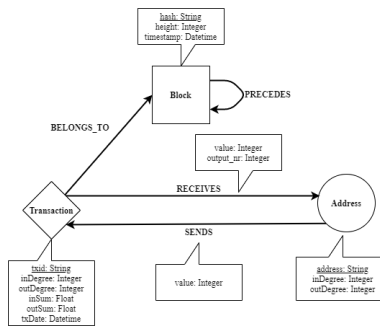 hash: String
height: Integer
timestamp: Datetime
Block
PRECEDES
BELONGS_TO
value: Integer
output_nr: Integer
RECEIVES
Transaction
Address
SENDS
txid: String
inDegree: Integer
outDegree: Integer
inSum: Float
outSum: Float
txDate: Datetime
value: Integer
address: String
inDegree: Integer
outDegree: Integer